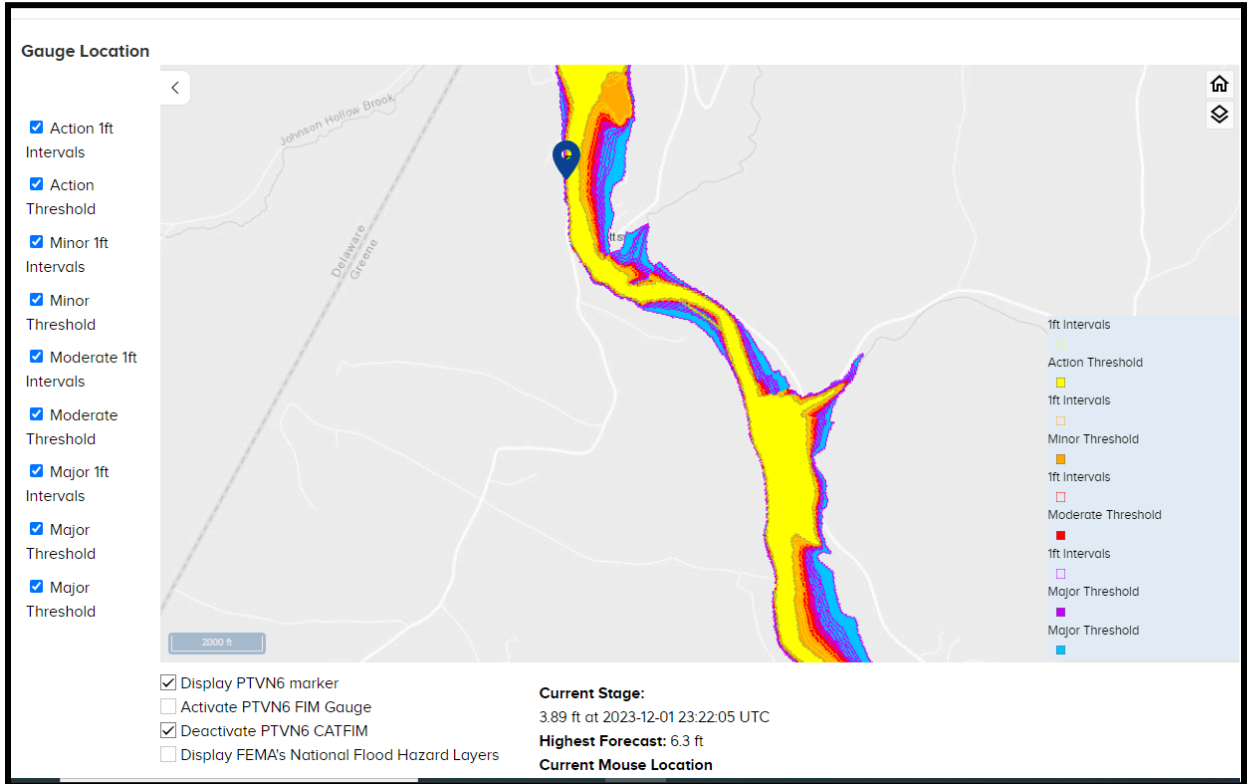 Gauge Location
Action 1ft
Intervals
Action
Threshold
Minor 1ft
Intervals
Minor
Threshold
Moderate 1ft
Intervals
Moderate
Threshold
Major 1ft
Intervals
Major
Threshold
Major
Threshold
Johnson Hollow Brook
Delaware
Greene
2000 ft
1ft Intervals
Action Threshold
1ft Intervals
Minor Threshold
1ft Intervals
Moderate Threshold
1ft Intervals
Major Threshold
Major Threshold
Display PTVN6 marker
Activate PTVN6 FIM Gauge
Deactivate PTVN6 CATFIM
Display FEMA's National Flood Hazard Layers
Current Stage:
3.89 ft at 2023-12-01 23:22:05 UTC
Highest Forecast: 6.3 ft
Current Mouse Location